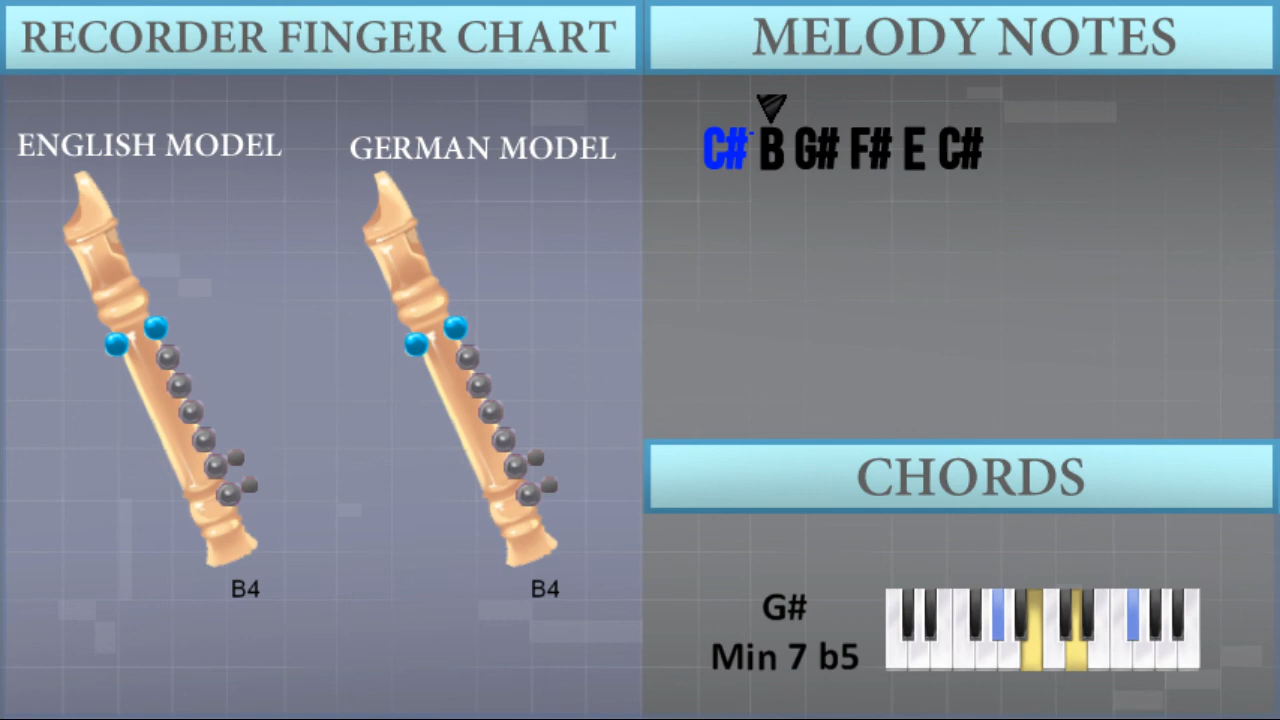 RECORDER FINGER CHART
ENGLISH MODEL
GERMAN MODEL
B4
B4
MELODY NOTES
C#- B G# F# E C#
CHORDS
G#
Min 7 b5